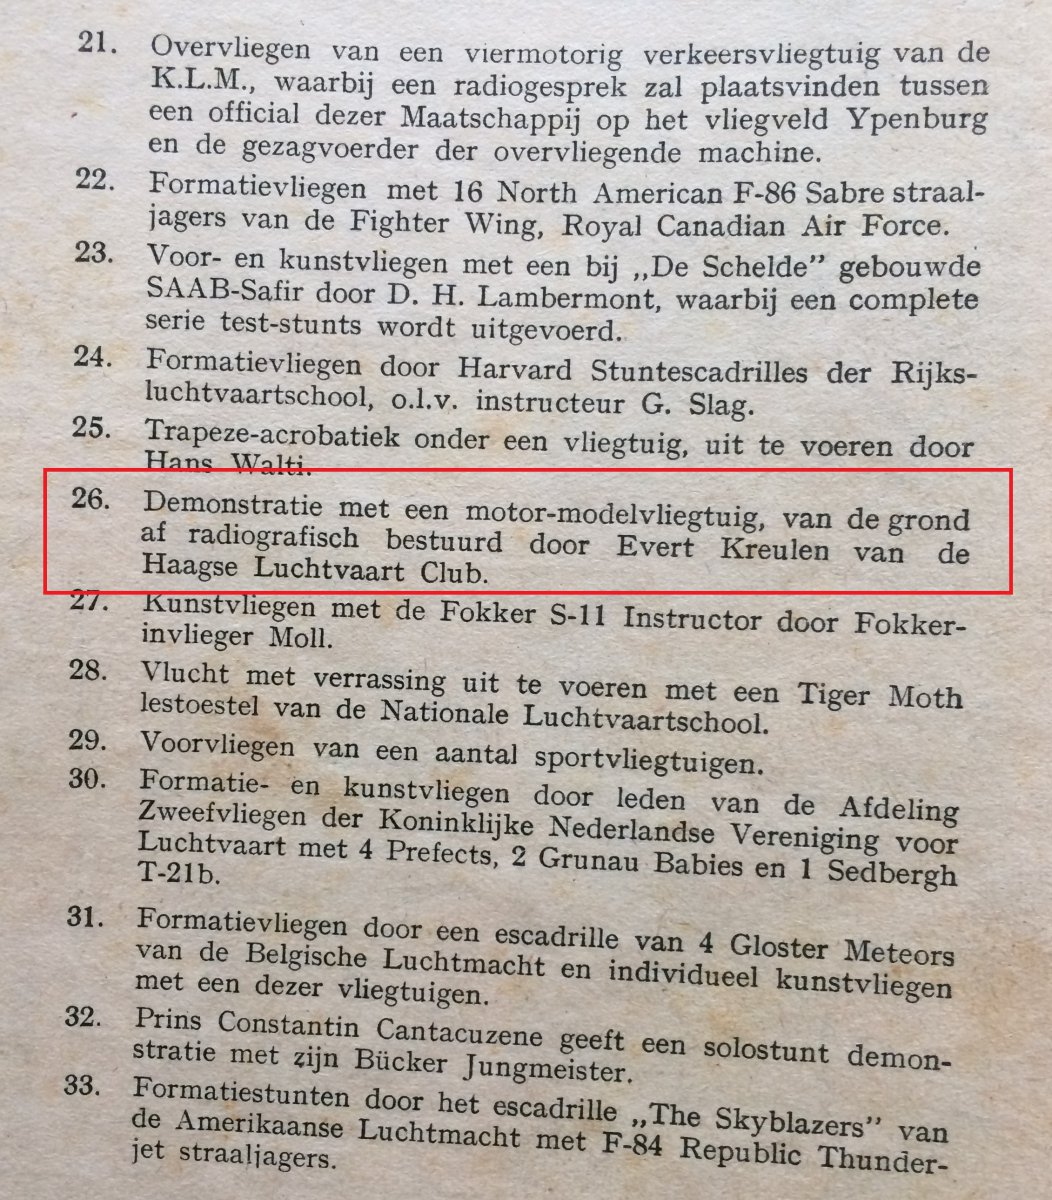 21. Overvliegen van een viermotorig verkeersvliegtuig van de
K.L.M., waarbij een radiogesprek zal plaatsvinden tussen
een official dezer Maatschappij op het vliegveld Ypenburg
en de gezagvoerder der overvliegende machine.
22. Formatievliegen met 16 North American F-86 Sabre straal-
jagers van de Fighter Wing, Royal Canadian Air Force.
23. Voor- en kunstvliegen met een bij „De Schelde” gebouwde
SAAB-Safir door D. H. Lambermont, waarbij een complete
serie test-stunts wordt uitgevoerd.
24. Formatievliegen door Harvard Stuntescadrilles der Rijks-
luchtvaartschool, o.l.v. instructeur G. Slag.
25. Trapeze-acrobatiek onder een vliegtuig, uit te voeren door
Hans Walti.
26. Demonstratie met een motor-modelvliegtuig, van de grond
af radiografisch bestuurd door Evert Kreulen van de
Haagse Luchtvaart Club.
27. Kunstvliegen met de Fokker S-11 Instructor door Fokker-
invlieger Moll.
28. Vlucht met verrassing uit te voeren met een Tiger Moth
lestoestel van de Nationale Luchtvaartschool.
29. Voorvliegen van een aantal sportvliegtuigen.
30. Formatie- en kunstvliegen door leden van de Afdeling
Zweefvliegen der Koninklijke Nederlandse Vereniging voor
Luchtvaart met 4 Prefects, 2 Grunau Babies en 1 Sedbergh
T-21b.
31. Formatievliegen door een escadrille van 4 Gloster Meteors
van de Belgische Luchtmacht en individueel kunstvliegen
met een dezer vliegtuigen.
32. Prins Constantin Cantacuzene geeft een solostunt demon-
stratie met zijn Bücker Jungmeister.
33. Formatiestunten door het escadrille „The Skyblazers” van
de Amerikaanse Luchtmacht met F-84 Republic Thunder-
jet straaljagers.